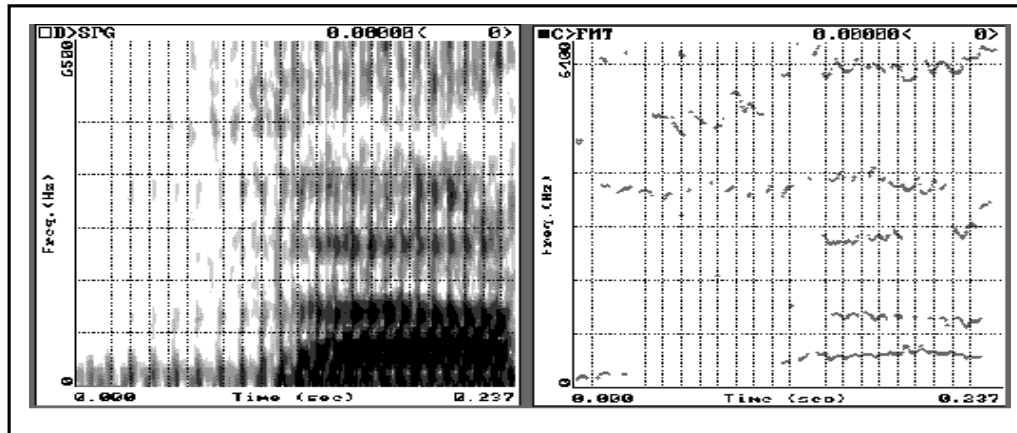 □D>SPG 0.00000< 0>
6500
Freq.(Hz)
0
0.000 Time (sec) 0.237
■C>FMT 0.00000< 0>
6400
Freq.(Hz)
0
0.000 Time (sec) 0.237